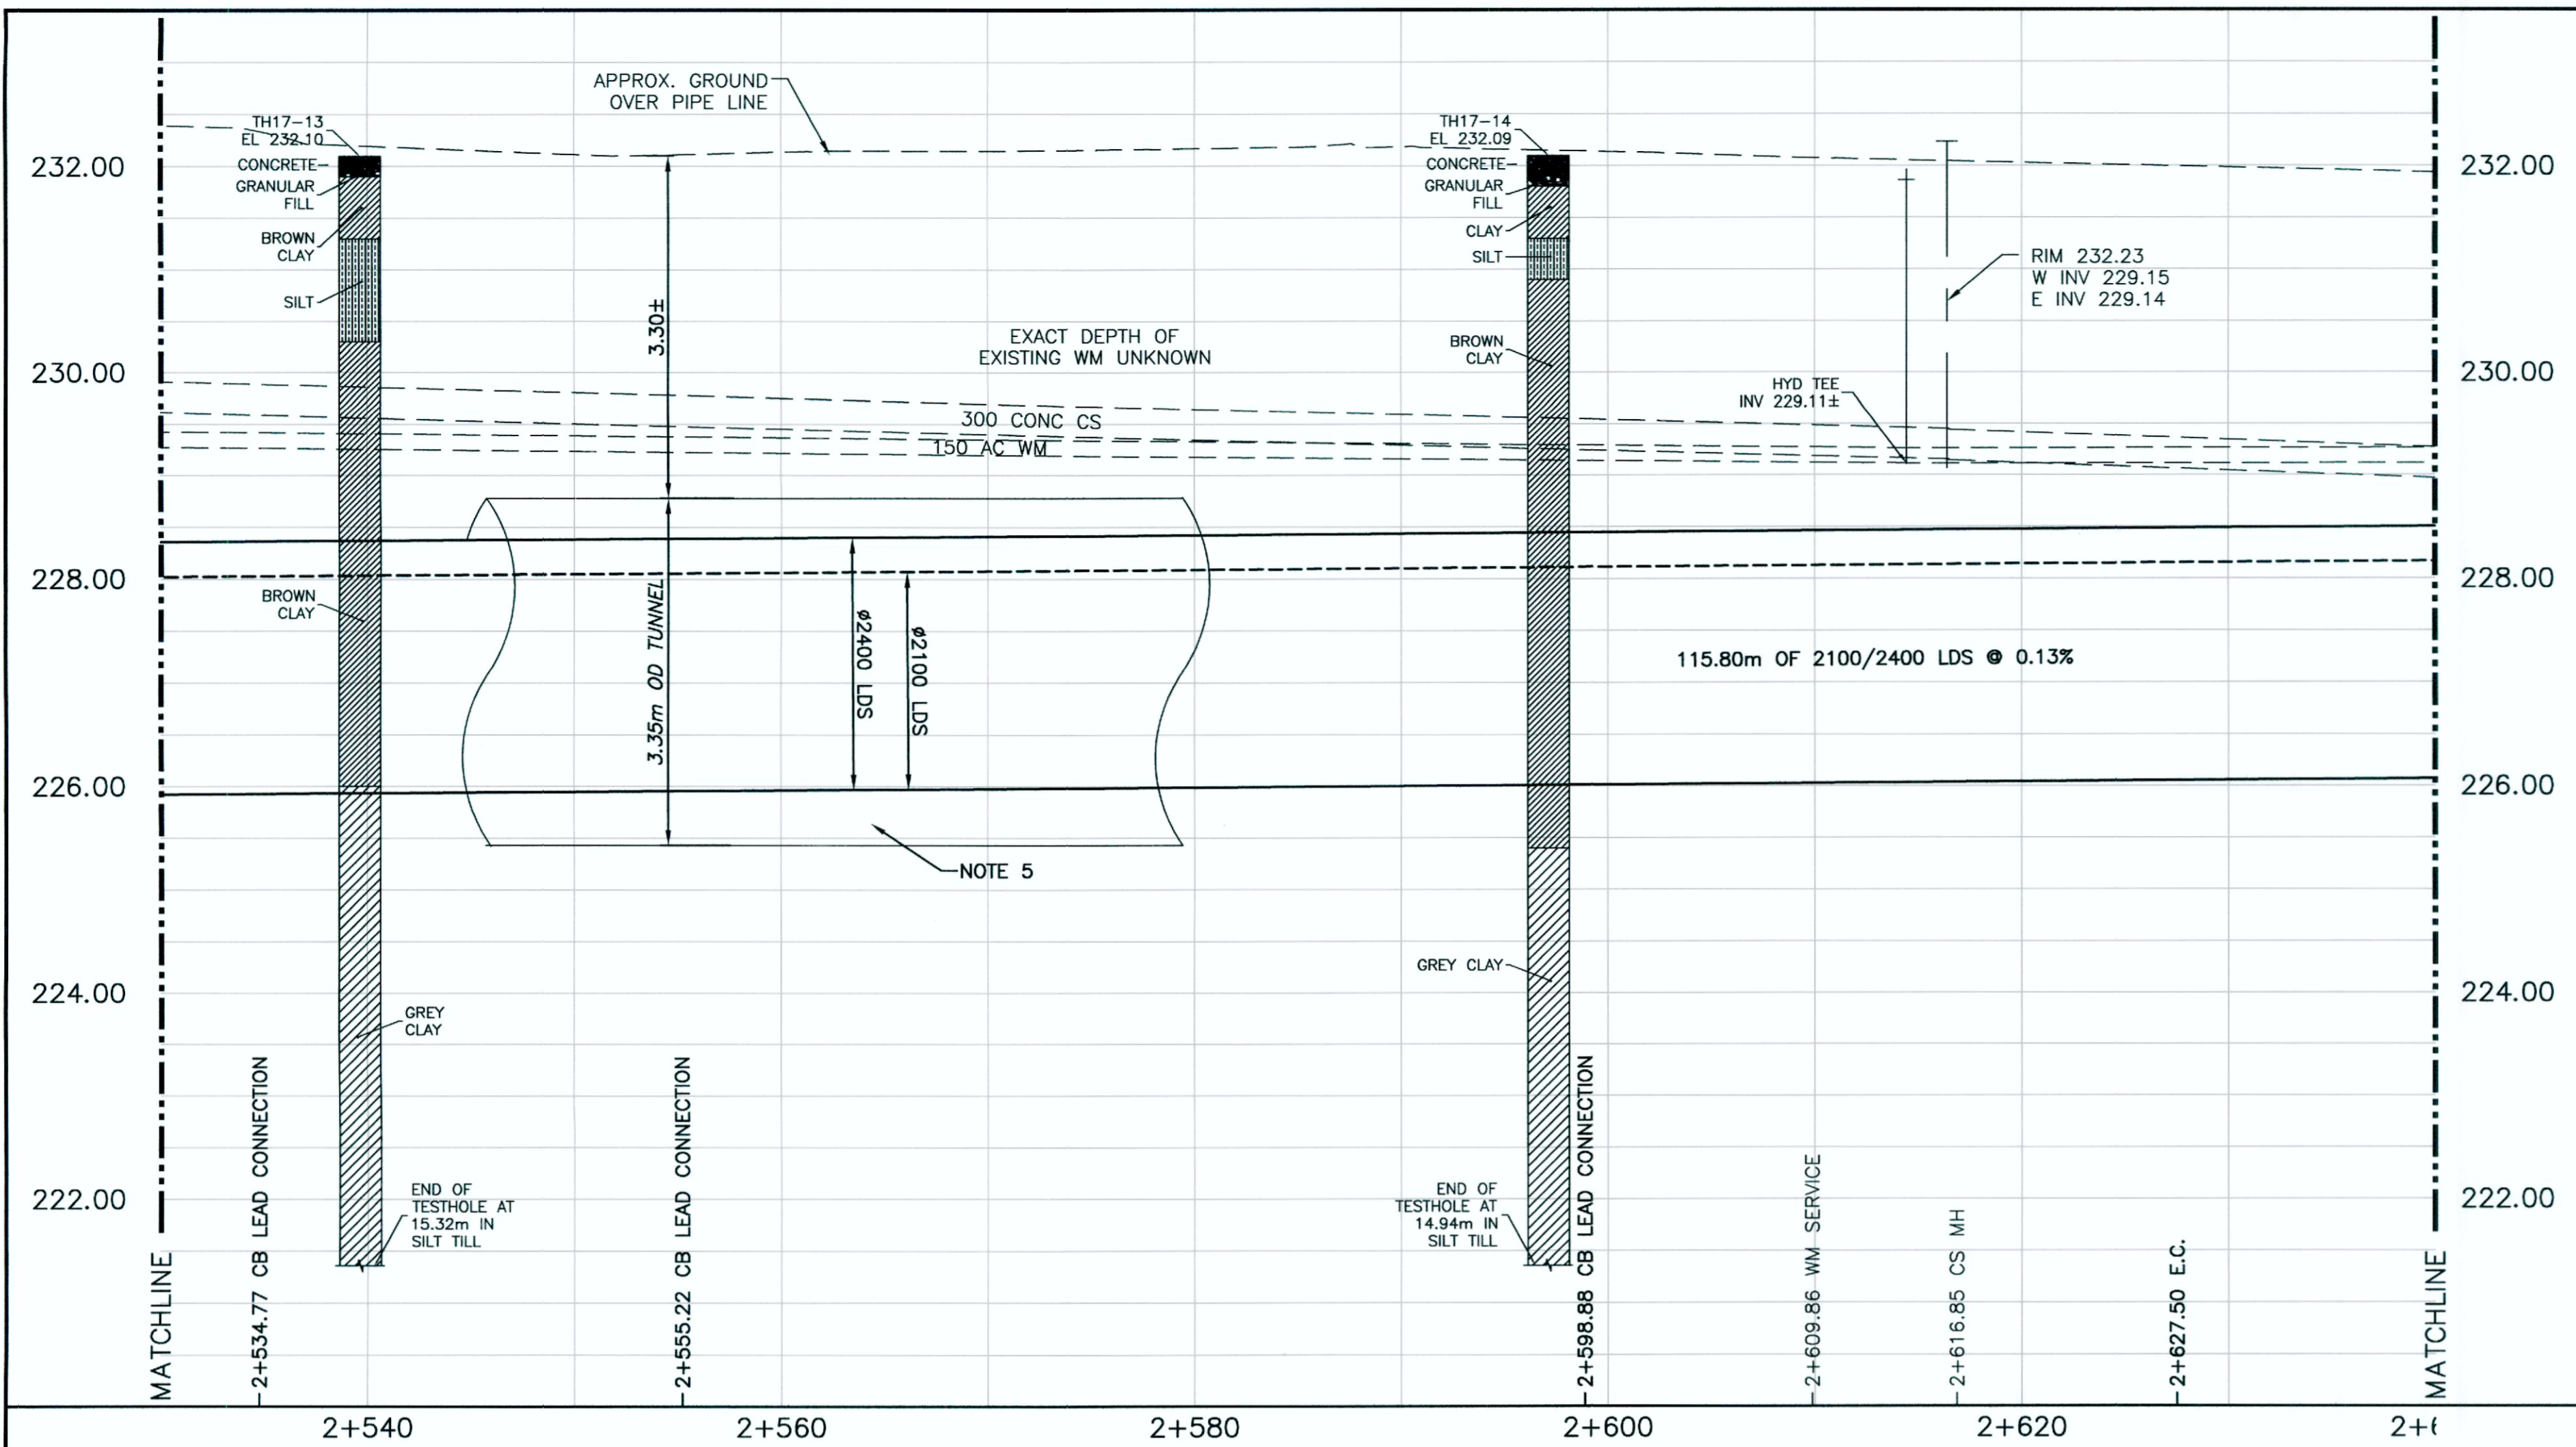 APPROX. GROUND
OVER PIPE LINE
TH17-13
EL 232.10
CONCRETE
GRANULAR
FILL
BROWN
CLAY
SILT
BROWN
CLAY
GREY
CLAY
END OF
TESTHOLE AT
15.32m IN
SILT TILL
232.00
230.00
228.00
226.00
224.00
222.00
3.30±
3.35m OD TUNNEL
ø2400 LDS
ø2100 LDS
NOTE 5
EXACT DEPTH OF
EXISTING WM UNKNOWN
300 CONC CS
150 AC WM
TH17-14
EL 232.09
CONCRETE
GRANULAR
FILL
CLAY
SILT
BROWN
CLAY
GREY CLAY
END OF
TESTHOLE AT
14.94m IN
SILT TILL
HYD TEE
INV 229.11±
RIM 232.23
W INV 229.15
E INV 229.14
115.80m OF 2100/2400 LDS @ 0.13%
232.00
230.00
228.00
226.00
224.00
222.00
MATCHLINE
2+534.77 CB LEAD CONNECTION
2+555.22 CB LEAD CONNECTION
2+598.88 CB LEAD CONNECTION
2+609.86 WM SERVICE
2+616.85 CS MH
2+627.50 E.C.
MATCHLINE
2+540
2+560
2+580
2+600
2+620